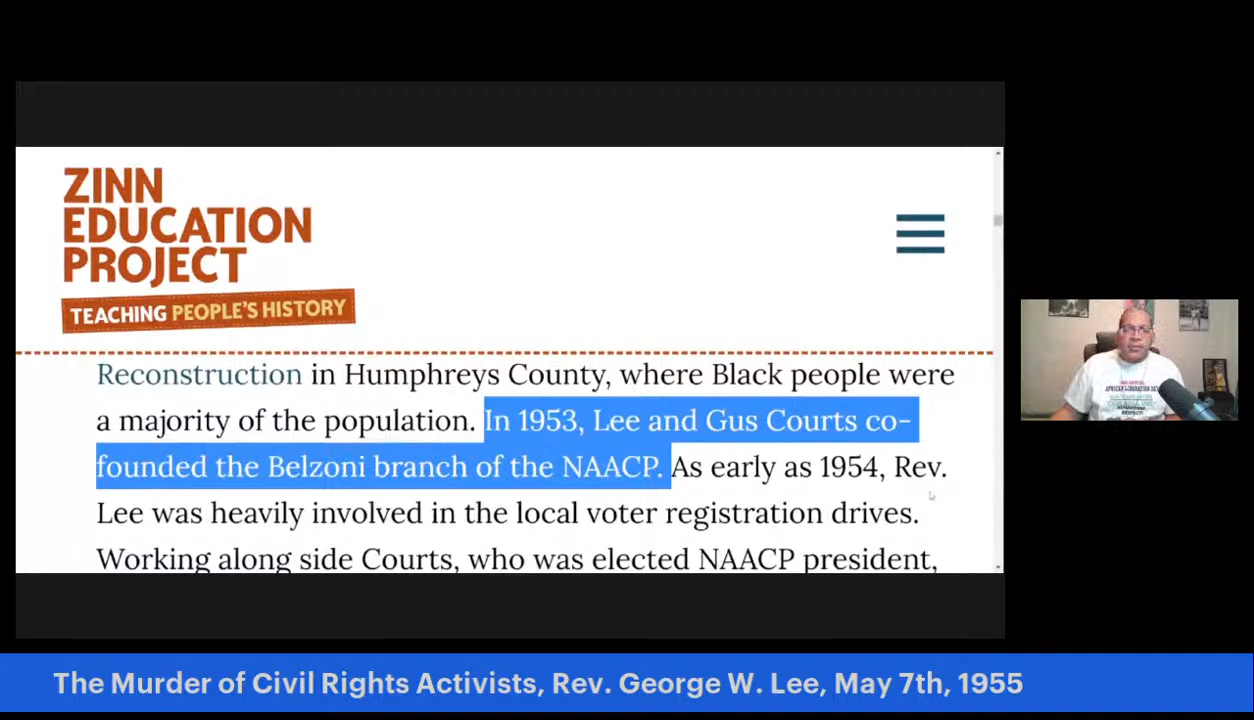 ZINN
EDUCATION
PROJECT
TEACHING PEOPLE'S HISTORY
Reconstruction in Humphreys County, where Black people were
a majority of the population. In 1953, Lee and Gus Courts co-
founded the Belzoni branch of the NAACP. As early as 1954, Rev.
Lee was heavily involved in the local voter registration drives.
Working along side Courts, who was elected NAACP president,
The Murder of Civil Rights Activists, Rev. George W. Lee, May 7th, 1955